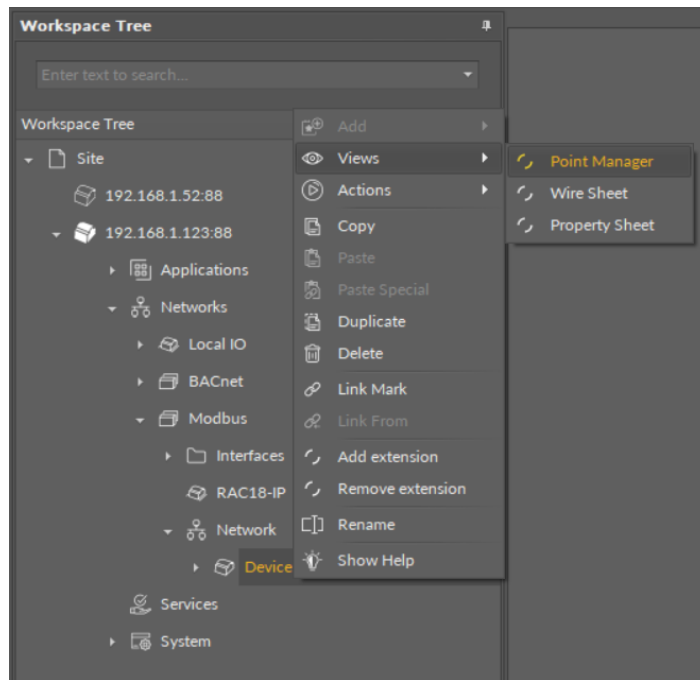 Workspace Tree
Enter text to search...
Workspace Tree
Site
192.168.1.52:88
192.168.1.123:88
Applications
Networks
Local IO
BACnet
Modbus
Interfaces
RAC18-IP
Network
Device
Services
System
Add
Views
Actions
Copy
Paste
Paste Special
Duplicate
Delete
Link Mark
Link From
Add extension
Remove extension
Rename
Show Help
Point Manager
Wire Sheet
Property Sheet